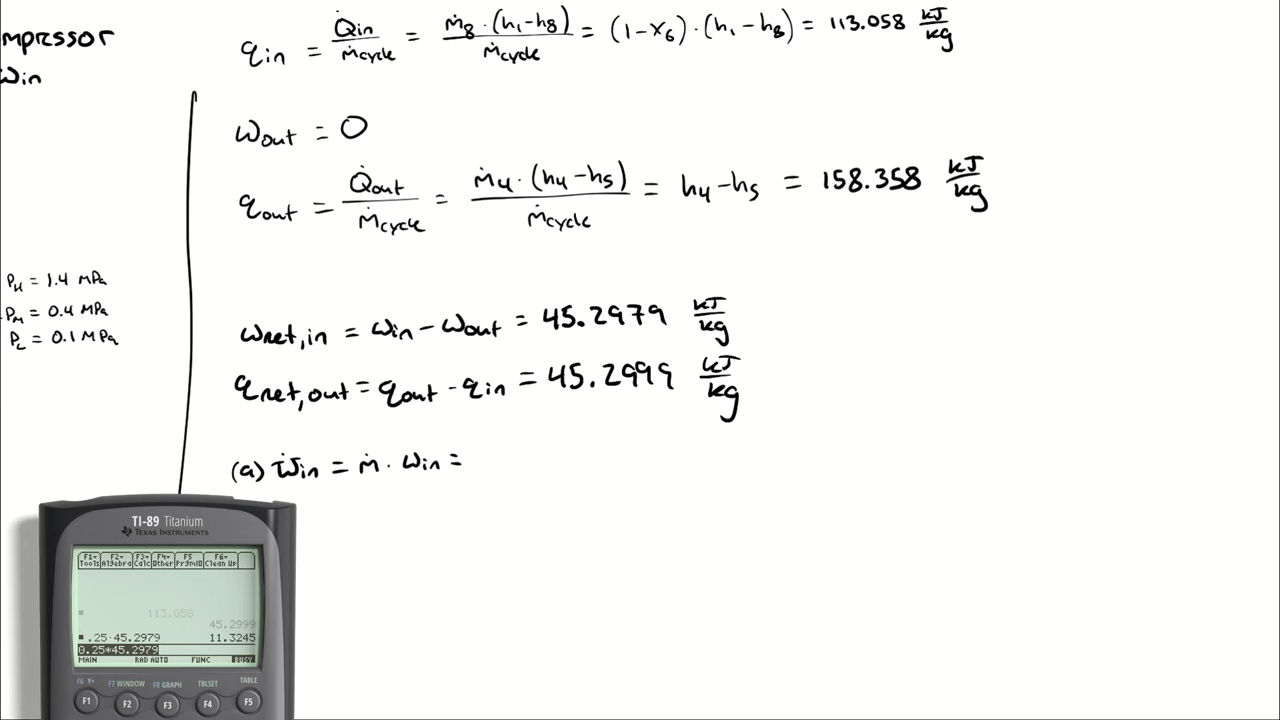 mpressor
win
q_in = Q̇in/ṁcycle = ṁ8·(h1-h8)/ṁcycle = (1-x6)·(h1-h8) = 113.058 kJ/kg
wout = 0
qout = Q̇out/ṁcycle = ṁ4·(h4-h5)/ṁcycle = h4-h5 = 158.358 kJ/kg
PH = 1.4 MPa
PM = 0.4 MPa
PL = 0.1 MPa
wnet,in = win - wout = 45.2979 kJ/kg
qnet,out = qout - qin = 45.2999 kJ/kg
(a) Ẇin = ṁ · win =
TI-89 Titanium
TEXAS INSTRUMENTS
F1 F2 F3 F4 F5 F6
Tools Algebra Calc Other PrgmIO Clean Up
113.058
45.2999
.25·45.2979 11.3245
0.25*45.2979
MAIN RAD AUTO FUNC BUSY
F6 Y= F7 WINDOW F8 GRAPH TBLSET TABLE
F1 F2 F3 F4 F5